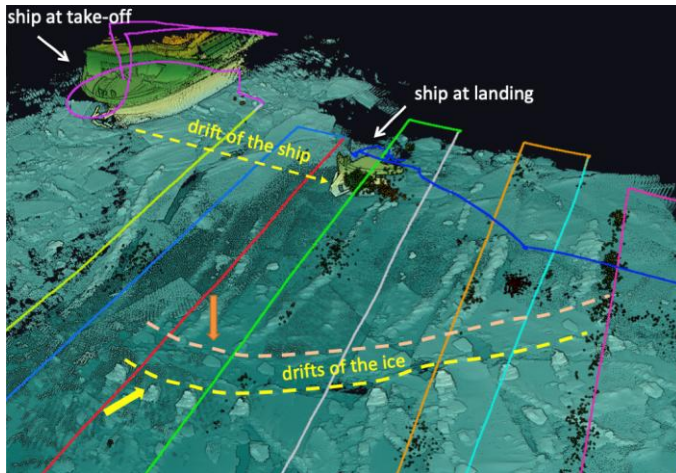 ship at take-off
ship at landing
drift of the ship
drifts of the ice